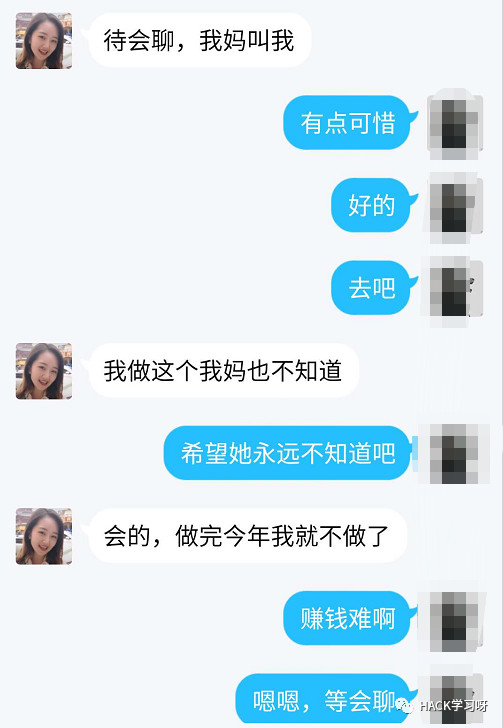 待会聊，我妈叫我
有点可惜
好的
去吧
我做这个我妈也不知道
希望她永远不知道吧
会的，做完今年我就不做了
赚钱难啊
嗯嗯，等会聊
HACK学习呀